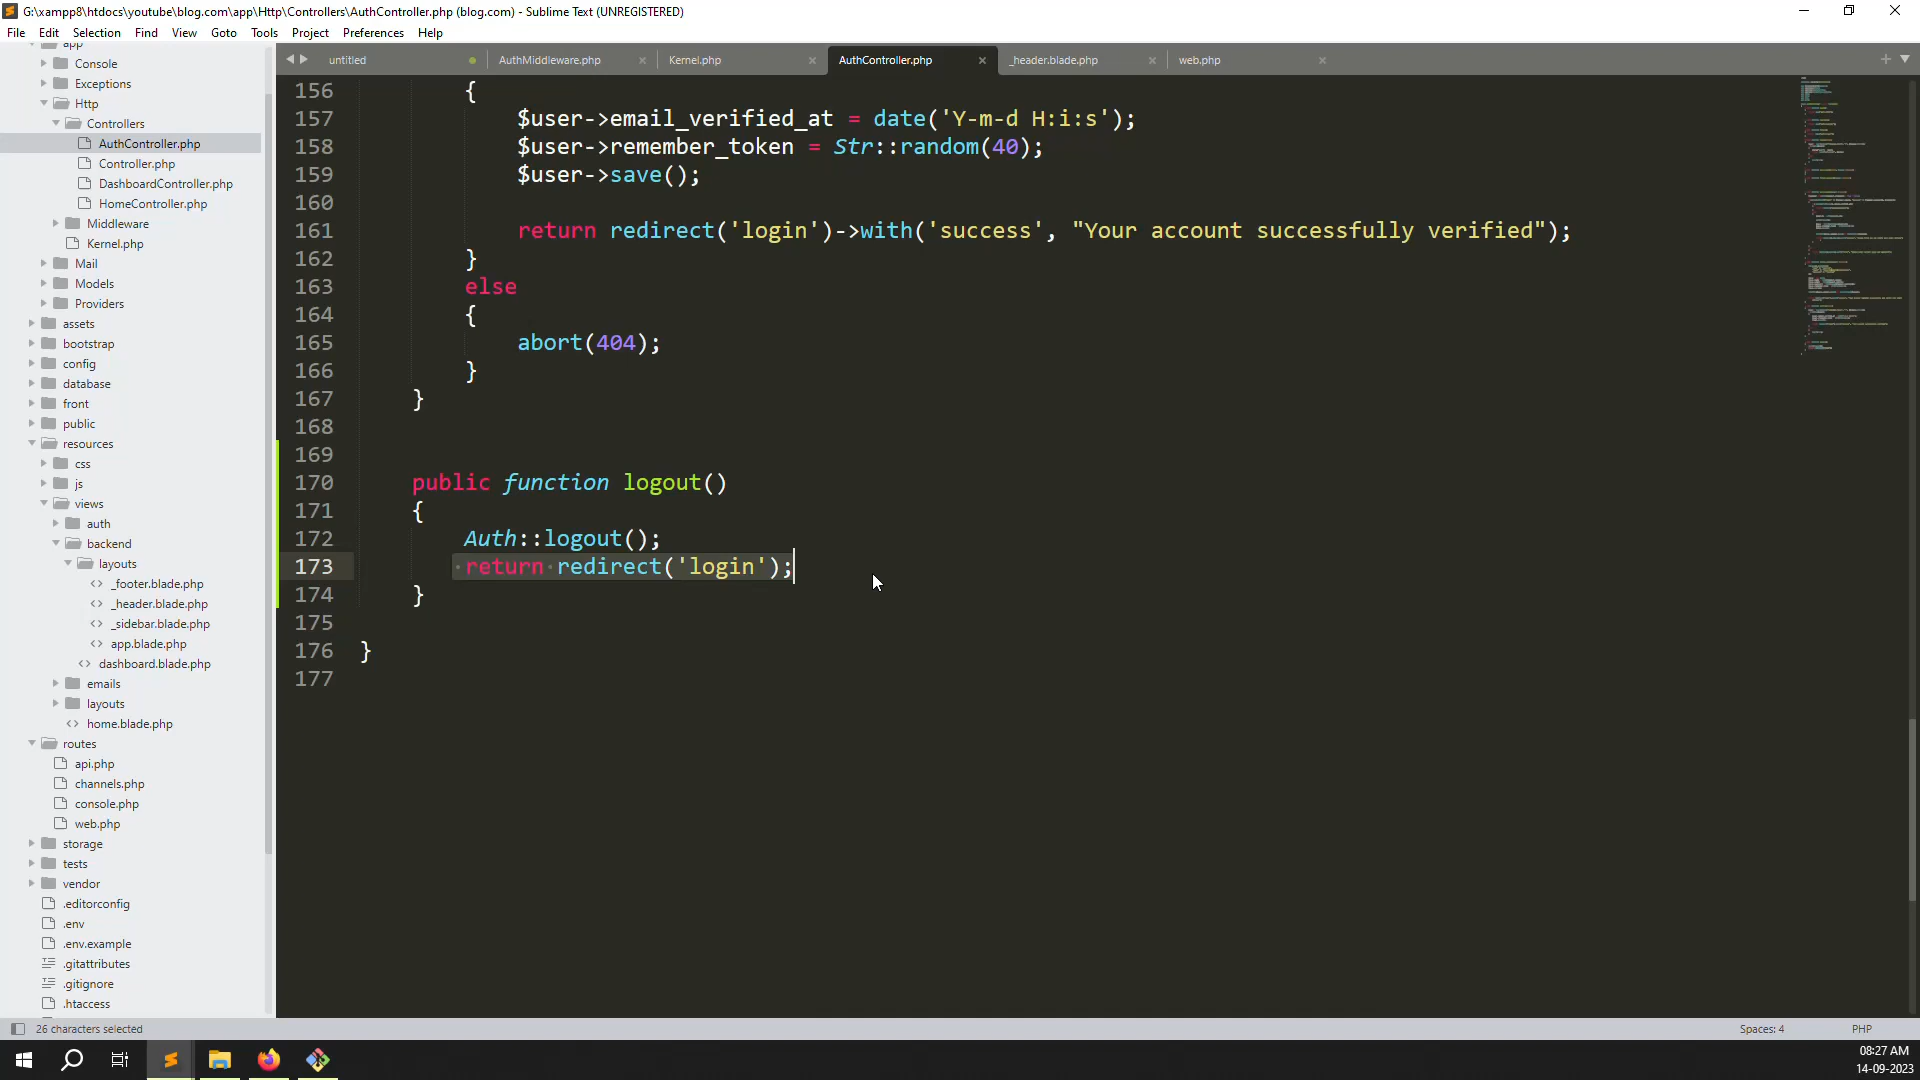 G:\xampp8\htdocs\youtube\blog.com\app\Http\Controllers\AuthController.php (blog.com) - Sublime Text (UNREGISTERED)
File Edit Selection Find View Goto Tools Project Preferences Help
app
Console
Exceptions
Http
Controllers
AuthController.php
Controller.php
DashboardController.php
HomeController.php
Middleware
Kernel.php
Mail
Models
Providers
assets
bootstrap
config
database
front
public
resources
css
js
views
auth
backend
layouts
_footer.blade.php
_header.blade.php
_sidebar.blade.php
app.blade.php
dashboard.blade.php
emails
layouts
home.blade.php
routes
api.php
channels.php
console.php
web.php
storage
tests
vendor
.editorconfig
.env
.env.example
.gitattributes
.gitignore
.htaccess
untitled AuthMiddleware.php Kernel.php AuthController.php _header.blade.php web.php
156 {
157 $user->email_verified_at = date('Y-m-d H:i:s');
158 $user->remember_token = Str::random(40);
159 $user->save();
160
161 return redirect('login')->with('success', "Your account successfully verified");
162 }
163 else
164 {
165 abort(404);
166 }
167 }
168
169
170 public function logout()
171 {
172 Auth::logout();
173 return redirect('login');
174 }
175
176 }
177
26 characters selected Spaces: 4 PHP
08:27 AM
14-09-2023